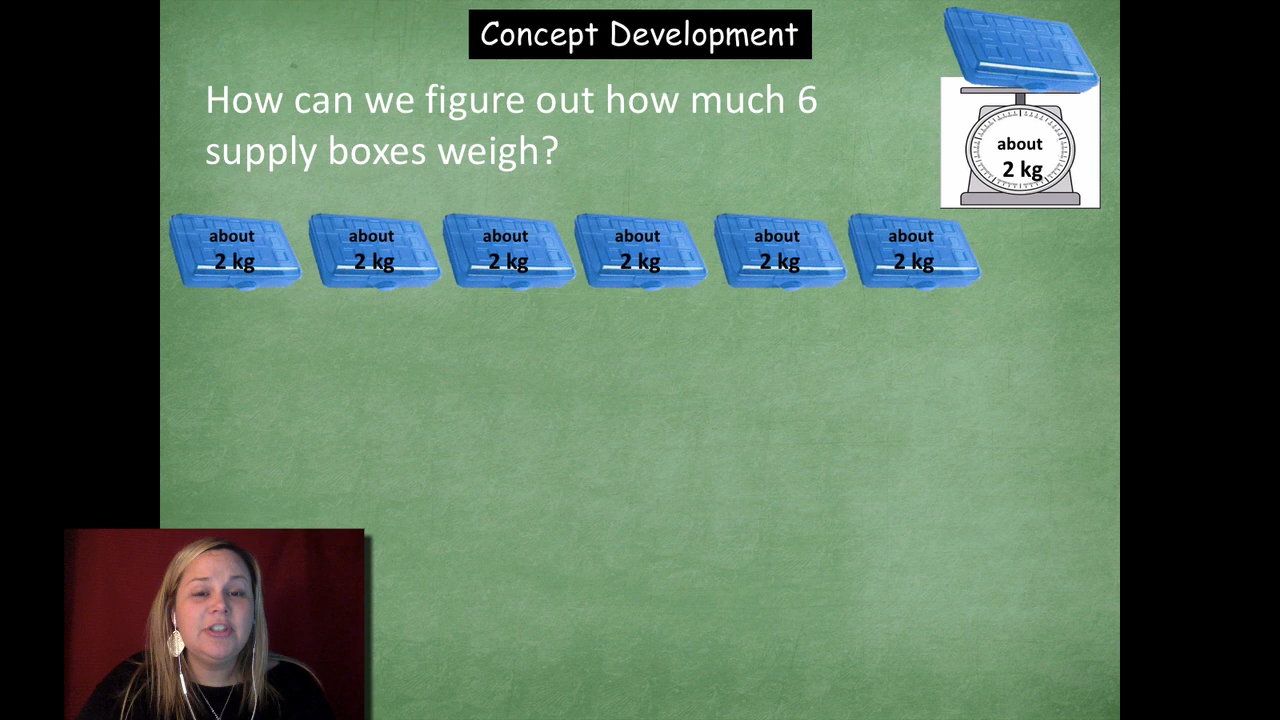 Concept Development
How can we figure out how much 6
supply boxes weigh?
about
2 kg
about
2 kg
about
2 kg
about
2 kg
about
2 kg
about
2 kg
about
2 kg